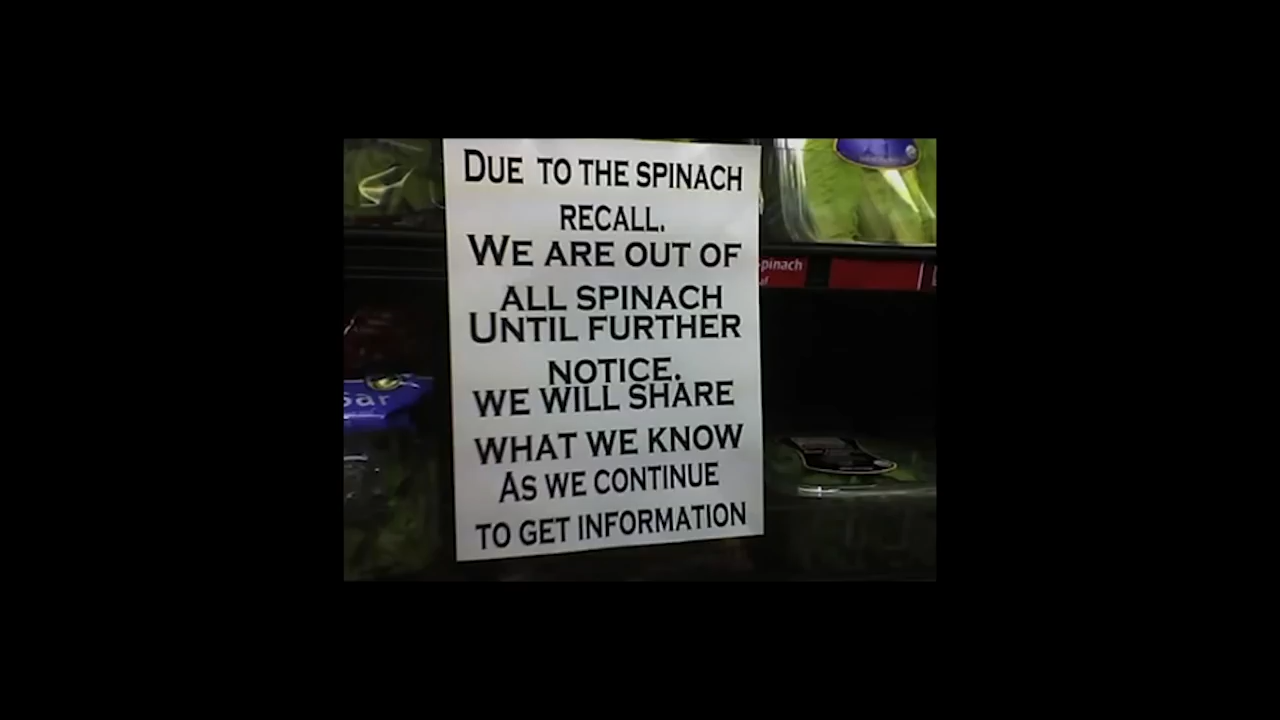 DUE TO THE SPINACH
RECALL.
WE ARE OUT OF
ALL SPINACH
UNTIL FURTHER
NOTICE.
WE WILL SHARE
WHAT WE KNOW
AS WE CONTINUE
TO GET INFORMATION